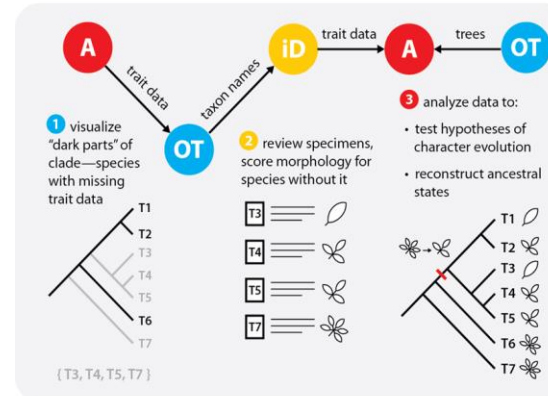 A
trait data
OT
taxon names
iD
trait data
A
trees
OT
1 visualize
"dark parts" of
clade—species
with missing
trait data
T1
T2
T3
T4
T5
T6
T7
{ T3, T4, T5, T7 }
2 review specimens,
score morphology for
species without it
T3
T4
T5
T7
3 analyze data to:
• test hypotheses of
character evolution
• reconstruct ancestral
states
T1
T2
T3
T4
T5
T6
T7